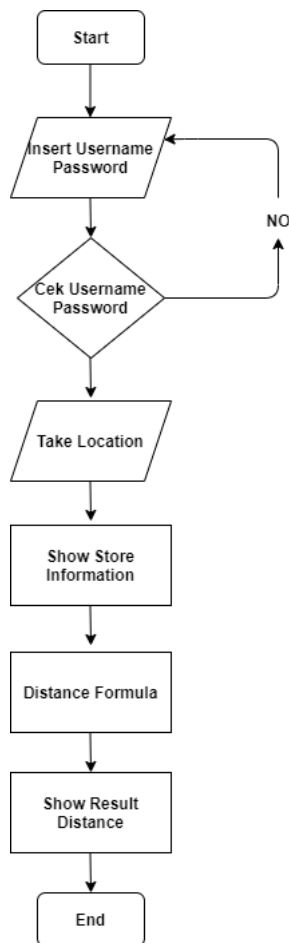 Start
Insert Username
Password
NO
Cek Username
Password
Take Location
Show Store
Information
Distance Formula
Show Result
Distance
End